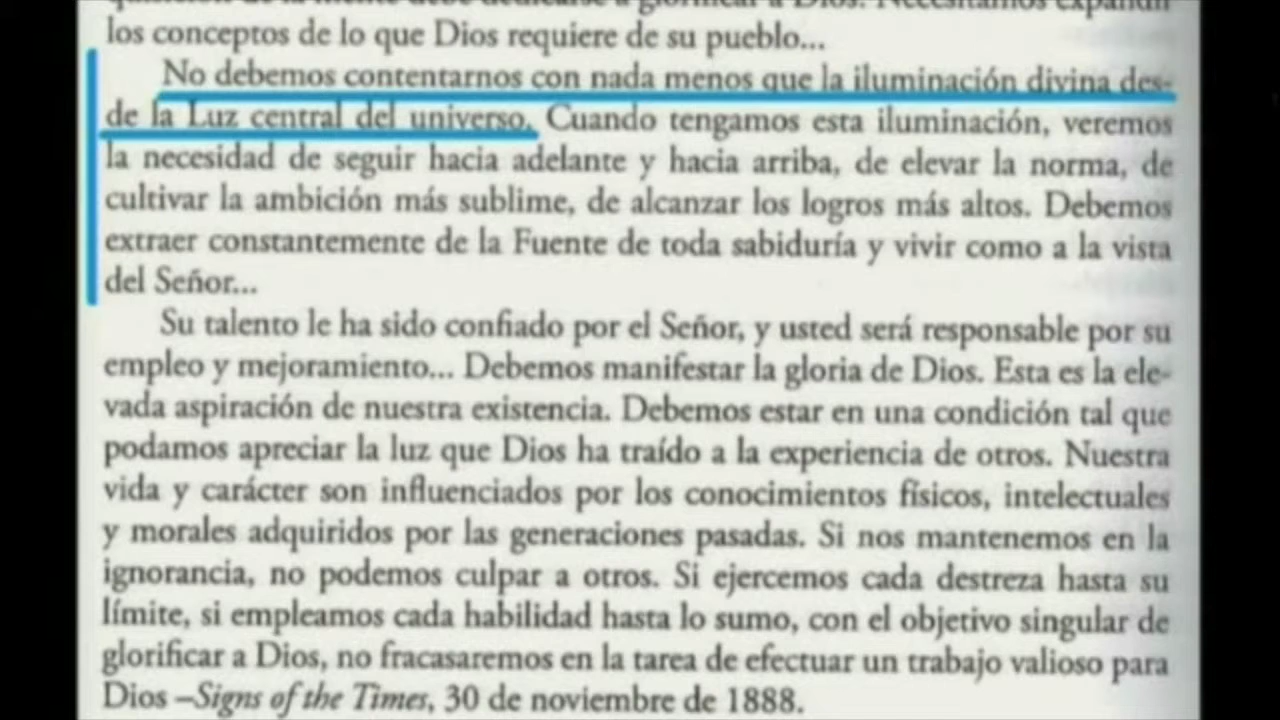 glorificar a Dios. Necesitamos expandir
los conceptos de lo que Dios requiere de su pueblo...
No debemos contentarnos con nada menos que la iluminación divina des-
de la Luz central del universo. Cuando tengamos esta iluminación, veremos
la necesidad de seguir hacia adelante y hacia arriba, de elevar la norma, de
cultivar la ambición más sublime, de alcanzar los logros más altos. Debemos
extraer constantemente de la Fuente de toda sabiduría y vivir como a la vista
del Señor...
Su talento le ha sido confiado por el Señor, y usted será responsable por su
empleo y mejoramiento... Debemos manifestar la gloria de Dios. Esta es la ele-
vada aspiración de nuestra existencia. Debemos estar en una condición tal que
podamos apreciar la luz que Dios ha traído a la experiencia de otros. Nuestra
vida y carácter son influenciados por los conocimientos físicos, intelectuales
y morales adquiridos por las generaciones pasadas. Si nos mantenemos en la
ignorancia, no podemos culpar a otros. Si ejercemos cada destreza hasta su
límite, si empleamos cada habilidad hasta lo sumo, con el objetivo singular de
glorificar a Dios, no fracasaremos en la tarea de efectuar un trabajo valioso para
Dios –Signs of the Times, 30 de noviembre de 1888.